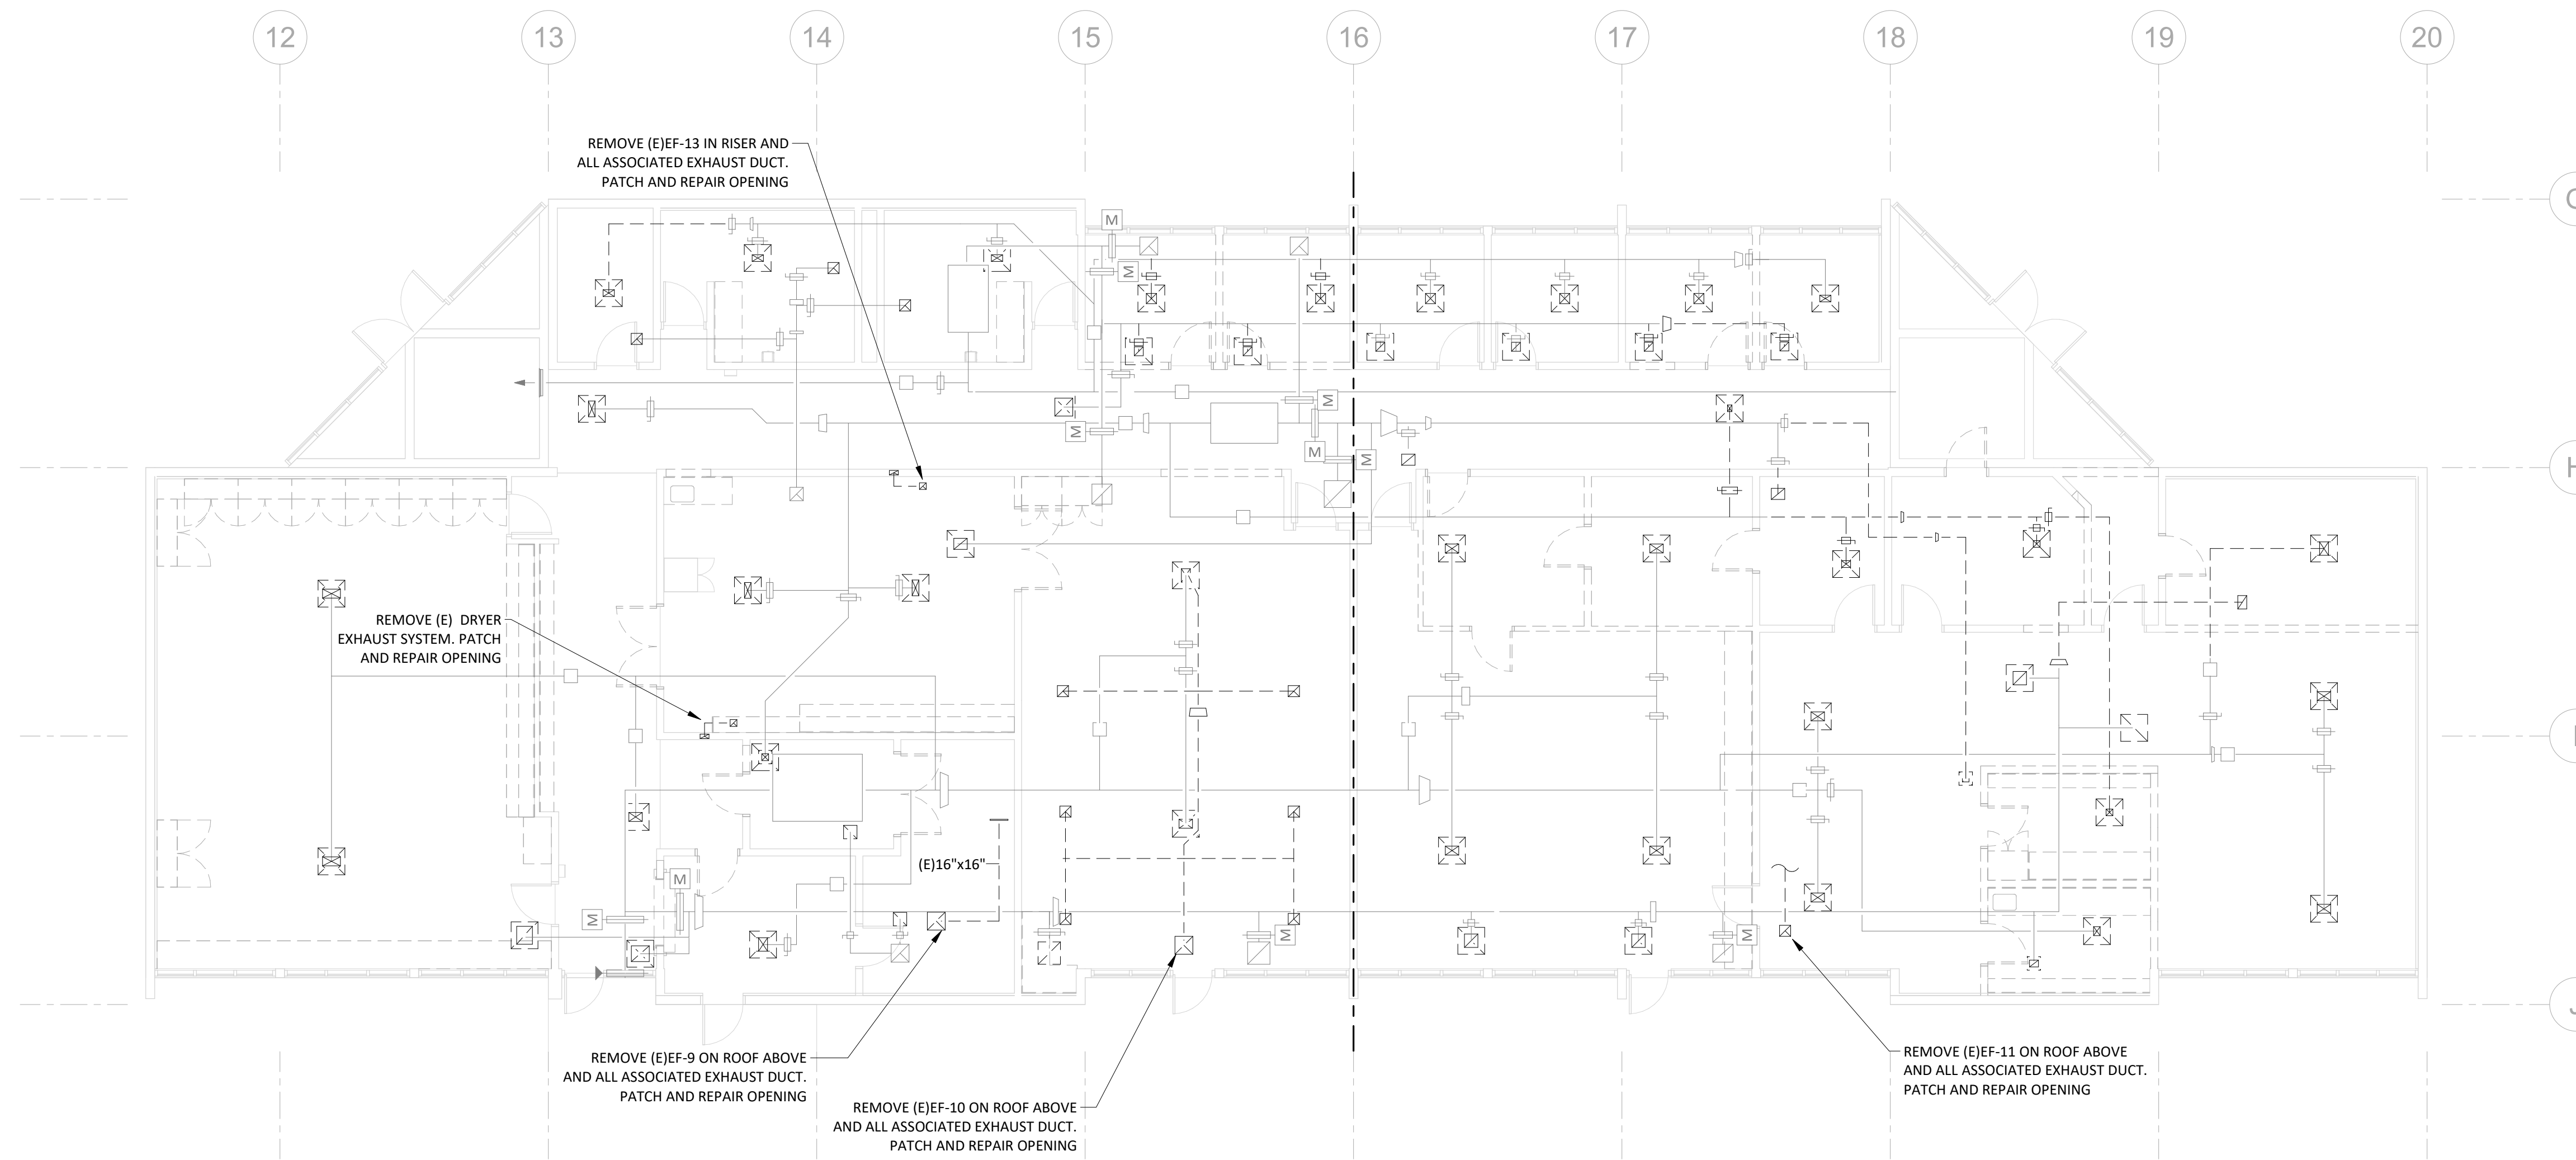 12
13
14
15
16
17
18
19
20
REMOVE (E)EF-13 IN RISER AND
ALL ASSOCIATED EXHAUST DUCT.
PATCH AND REPAIR OPENING
M
M
M
M
M
M
H
REMOVE (E) DRYER
EXHAUST SYSTEM. PATCH
AND REPAIR OPENING
(E)16"x16"
M
M
M
M
REMOVE (E)EF-9 ON ROOF ABOVE
AND ALL ASSOCIATED EXHAUST DUCT.
PATCH AND REPAIR OPENING
REMOVE (E)EF-10 ON ROOF ABOVE
AND ALL ASSOCIATED EXHAUST DUCT.
PATCH AND REPAIR OPENING
REMOVE (E)EF-11 ON ROOF ABOVE
AND ALL ASSOCIATED EXHAUST DUCT.
PATCH AND REPAIR OPENING